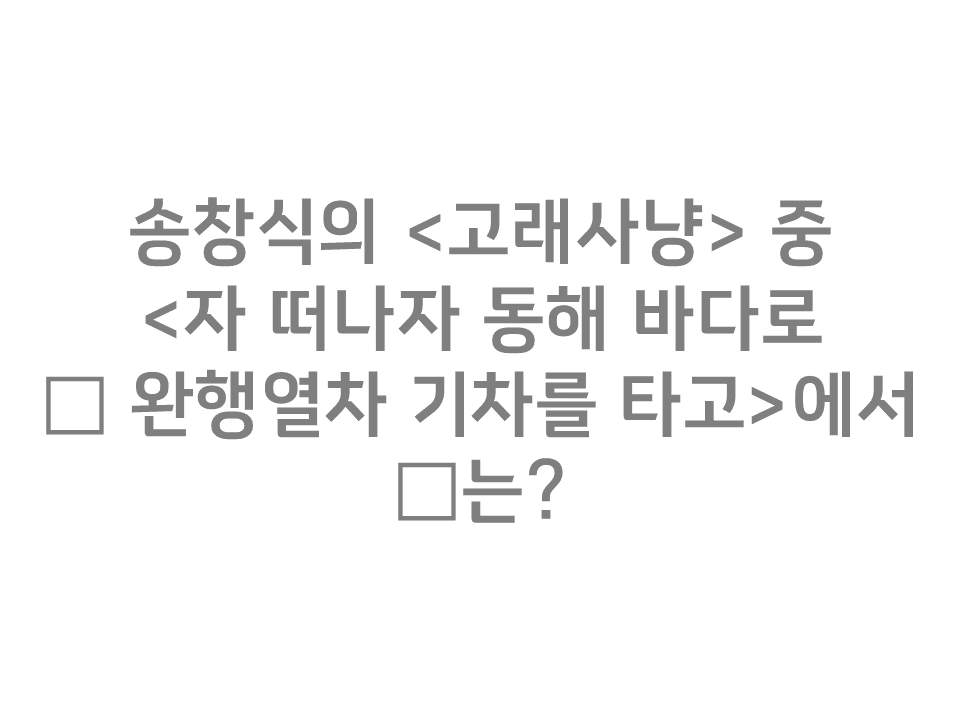 송창식의 <고래사냥> 중
<자 떠나자 동해 바다로
□ 완행열차 기차를 타고>에서
□는?